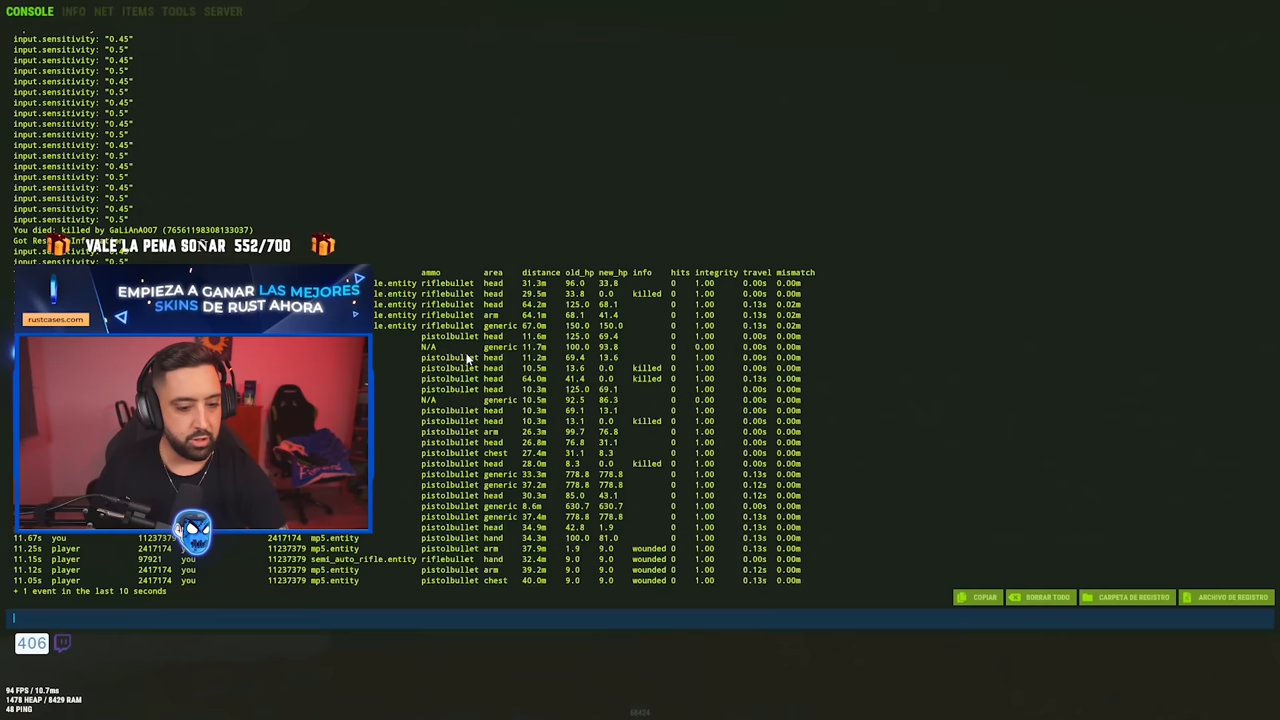 CONSOLE INFO NET ITEMS TOOLS SERVER
input.sensitivity: "0.45"
input.sensitivity: "0.5"
input.sensitivity: "0.45"
input.sensitivity: "0.5"
input.sensitivity: "0.45"
input.sensitivity: "0.5"
input.sensitivity: "0.45"
input.sensitivity: "0.5"
input.sensitivity: "0.45"
input.sensitivity: "0.5"
input.sensitivity: "0.45"
input.sensitivity: "0.5"
input.sensitivity: "0.45"
input.sensitivity: "0.5"
input.sensitivity: "0.45"
input.sensitivity: "0.5"
input.sensitivity: "0.45"
input.sensitivity: "0.5"
You died: killed by GaLiAnA007 (76561198308133037)
VALE LA PENA SOÑAR 552/700
EMPIEZA A GANAR LAS MEJORES
SKINS DE RUST AHORA
rustcases.com
ammo area distance old_hp new_hp info hits integrity travel mismatch
le.entity riflebullet head 31.3m 96.0 33.8 0 1.00 0.00s 0.00m
riflebullet head 29.5m 33.8 0.0 killed 0 1.00 0.00s 0.00m
le.entity riflebullet head 64.2m 125.0 68.1 0 1.00 0.13s 0.02m
le.entity riflebullet arm 64.1m 68.1 41.4 0 1.00 0.13s 0.02m
le.entity riflebullet generic 67.0m 150.0 150.0 0 1.00 0.13s 0.02m
pistolbullet head 11.6m 125.0 69.4 0 1.00 0.00s 0.00m
N/A generic 11.7m 100.0 93.8 0 1.00 0.00s 0.00m
pistolbullet head 11.2m 69.4 13.6 0 1.00 0.00s 0.00m
pistolbullet head 10.5m 13.6 0.0 killed 0 1.00 0.00s 0.00m
pistolbullet head 64.0m 41.4 0.0 killed 0 1.00 0.13s 0.00m
pistolbullet head 10.3m 125.0 69.1 0 1.00 0.00s 0.00m
N/A generic 10.5m 92.5 86.3 0 1.00 0.00s 0.00m
pistolbullet head 10.3m 69.1 13.1 0 1.00 0.00s 0.00m
pistolbullet head 10.3m 13.1 0.0 killed 0 1.00 0.00s 0.00m
pistolbullet arm 26.3m 99.7 76.8 0 1.00 0.00s 0.00m
pistolbullet head 26.8m 76.8 31.1 0 1.00 0.00s 0.00m
pistolbullet chest 27.4m 31.1 8.3 0 1.00 0.00s 0.00m
pistolbullet head 28.0m 8.3 0.0 killed 0 1.00 0.00s 0.00m
pistolbullet generic 33.3m 778.8 778.8 0 1.00 0.13s 0.00m
pistolbullet generic 37.2m 778.8 778.8 0 1.00 0.12s 0.00m
pistolbullet head 30.3m 85.0 43.1 0 1.00 0.12s 0.00m
pistolbullet generic 8.6m 630.7 630.7 0 1.00 0.00s 0.00m
pistolbullet generic 37.4m 778.8 778.8 0 1.00 0.13s 0.00m
pistolbullet head 34.9m 42.8 1.9 0 1.00 0.00s 0.00m
11.67s you 11237379 2417174 mp5.entity pistolbullet hand 34.3m 100.0 81.0 0 1.00 0.00s 0.00m
11.25s player 2417174 you 11237379 mp5.entity pistolbullet arm 37.9m 1.9 9.0 wounded 0 1.00 0.13s 0.00m
11.15s player 97921 you 11237379 semi_auto_rifle.entity riflebullet hand 32.4m 9.0 9.0 wounded 0 1.00 0.00s 0.00m
11.12s player 2417174 you 11237379 mp5.entity pistolbullet arm 39.2m 9.0 9.0 wounded 0 1.00 0.12s 0.00m
11.05s player 2417174 you 11237379 mp5.entity pistolbullet chest 40.0m 9.0 9.0 wounded 0 1.00 0.13s 0.00m
+ 1 event in the last 10 seconds
COPIAR BORRAR TODO CARPETA DE REGISTRO ARCHIVO DE REGISTRO
406
94 FPS / 10.7ms
1478 HEAP / 8429 RAM
48 PING